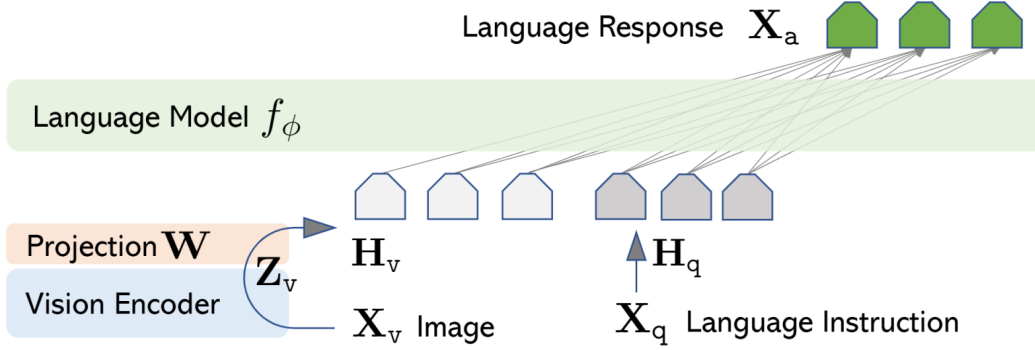 Language Response X_a
Language Model f_ϕ
Projection W
H_v
H_q
Z_v
Vision Encoder
X_v Image
X_q Language Instruction